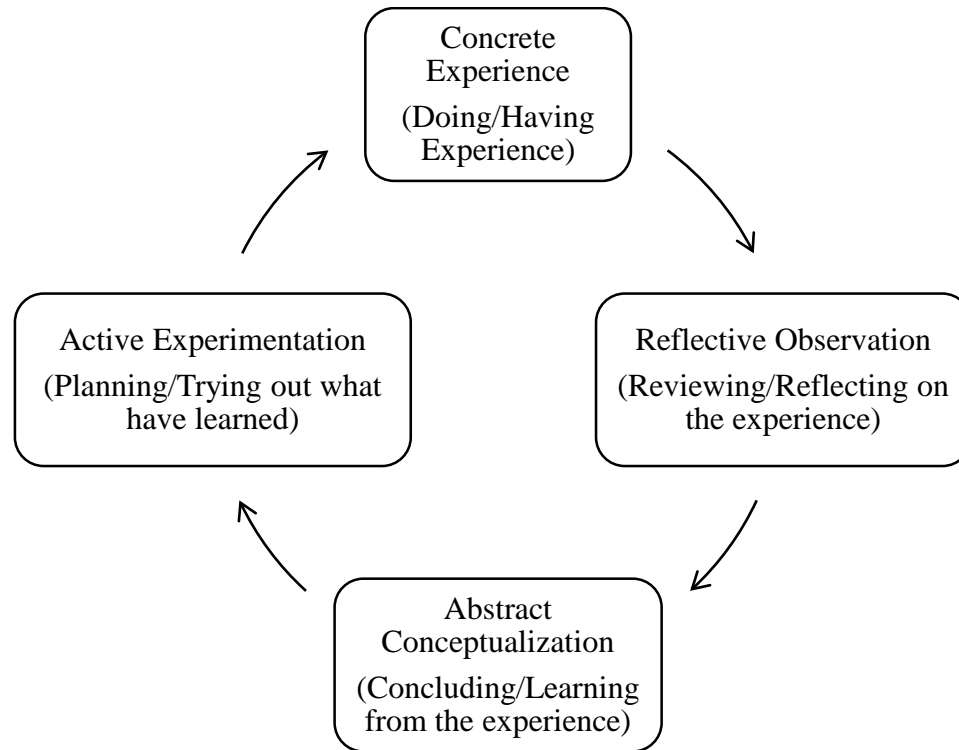 Concrete
Experience
(Doing/Having
Experience)
Active Experimentation
(Planning/Trying out what
have learned)
Reflective Observation
(Reviewing/Reflecting on
the experience)
Abstract
Conceptualization
(Concluding/Learning
from the experience)